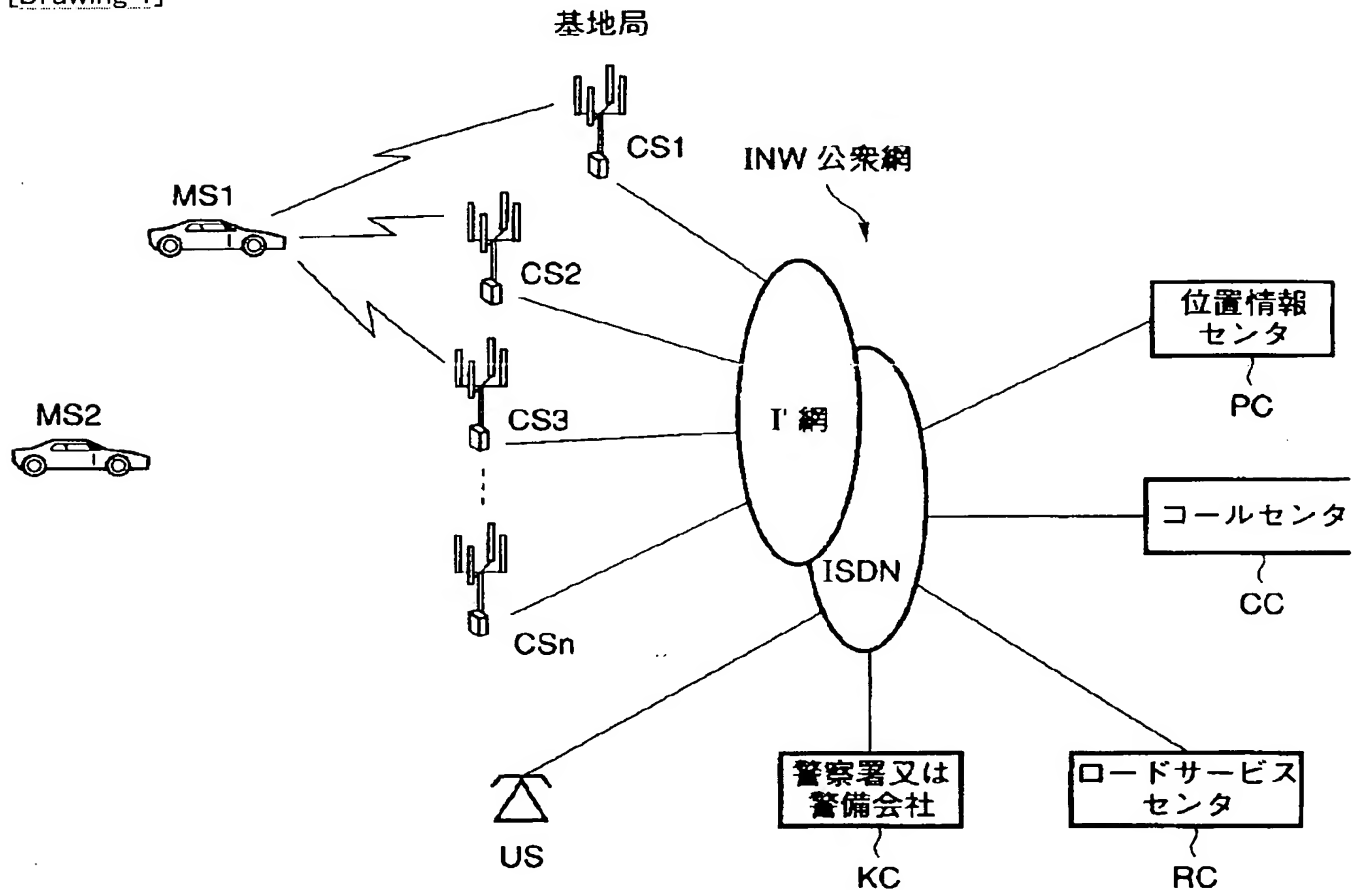 [Drawing 1]
基地局
CS1
INW 公衆網
MS1
CS2
位置情報
センタ
PC
CS3
I' 網
MS2
コールセンタ
CC
ISDN
CSn
警察署又は
警備会社
ロードサービス
センタ
US
KC
RC